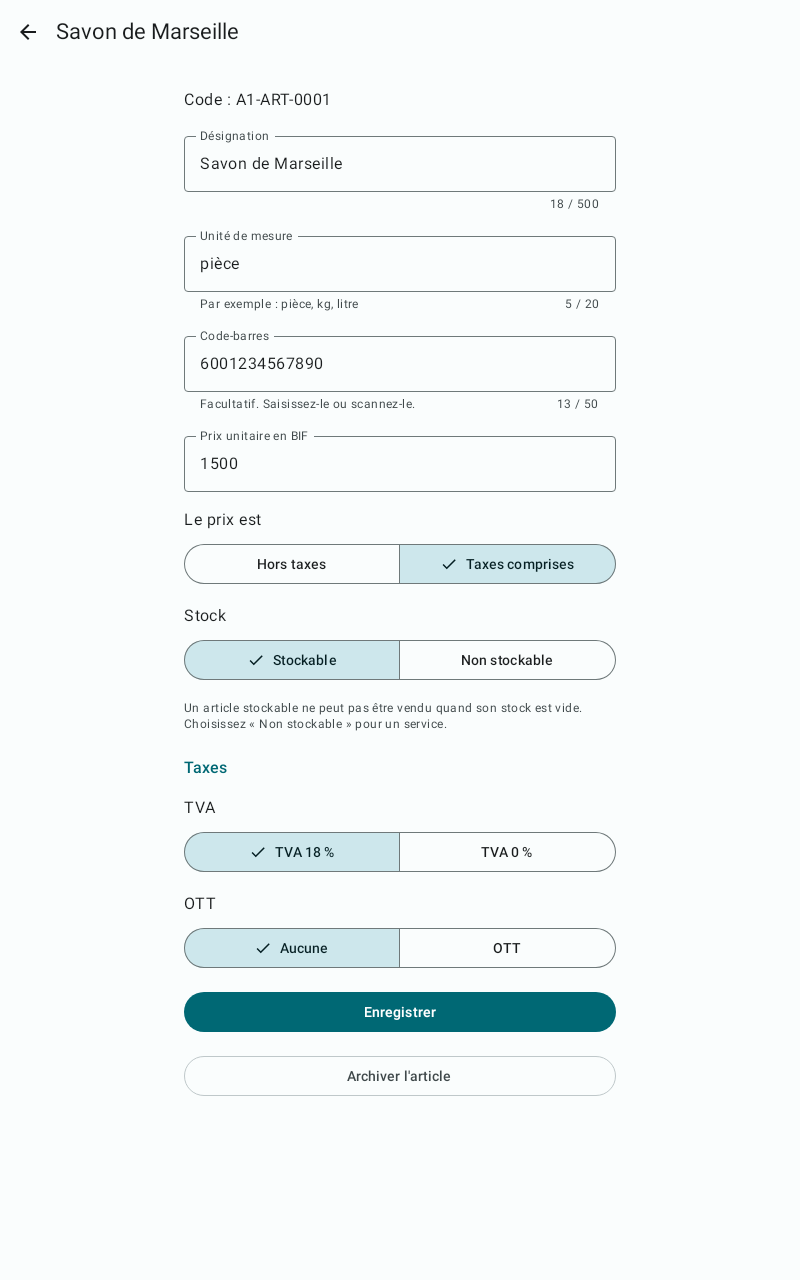 Savon de Marseille
Code : A1-ART-0001
Désignation
Savon de Marseille
18 / 500
Unité de mesure
pièce
Par exemple : pièce, kg, litre
5 / 20
Code-barres
6001234567890
Facultatif. Saisissez-le ou scannez-le.
13 / 50
Prix unitaire en BIF
1500
Le prix est
Hors taxes
Taxes comprises
Stock
Stockable
Non stockable
Un article stockable ne peut pas être vendu quand son stock est vide.
Choisissez « Non stockable » pour un service.
Taxes
TVA
TVA 18 %
TVA 0 %
OTT
Aucune
OTT
Enregistrer
Archiver l'article